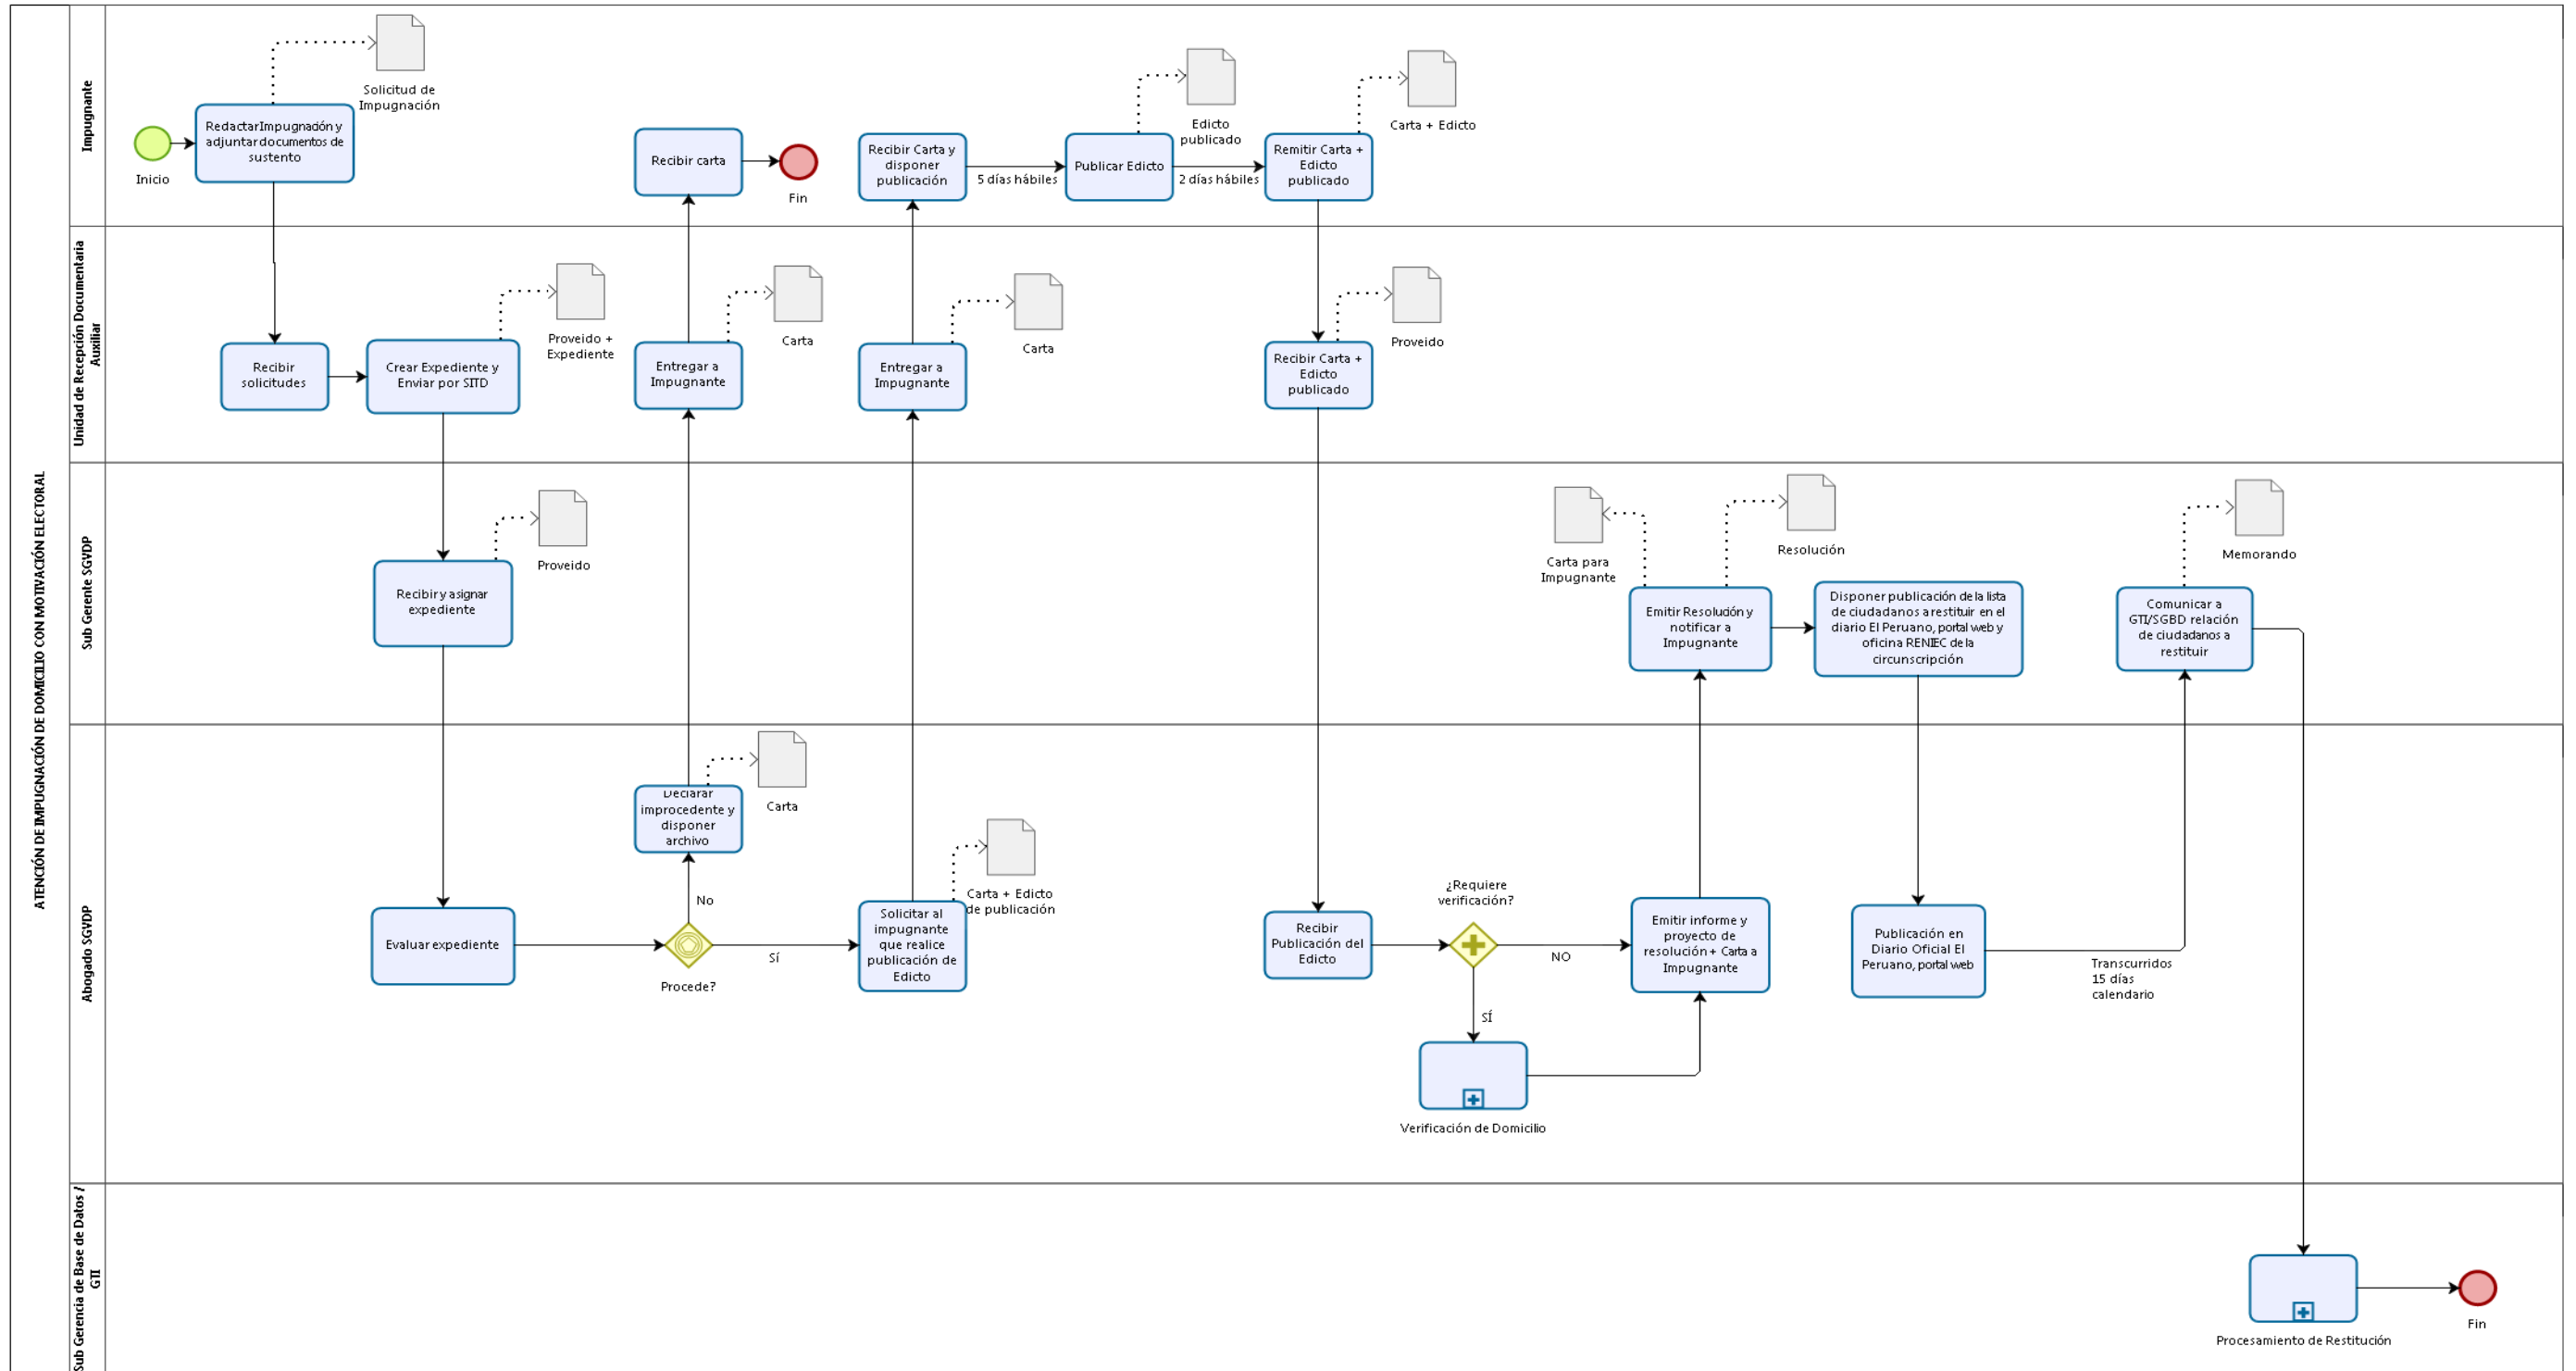 ATENCIÓN DE IMPUGNACIÓN DE DOMICILIO CON MOTIVACIÓN ELECTORAL
Impugnante
Inicio
Redactar Impugnación y
adjuntar documentos de
sustento
Solicitud de
Impugnación
Recibir carta
Fin
Recibir Carta y
disponer
publicación
5 días hábiles
Publicar Edicto
Edicto
publicado
2 días hábiles
Remitir Carta +
Edicto
publicado
Carta + Edicto
Unidad de Recepción Documentaria
Auxiliar
Recibir
solicitudes
Crear Expediente y
Enviar por SITD
Proveido +
Expediente
Entregar a
Impugnante
Carta
Entregar a
Impugnante
Carta
Recibir Carta +
Edicto
publicado
Proveido
Sub Gerente SGVDP
Recibir y asignar
expediente
Proveido
Carta para
Impugnante
Emitir Resolución y
notificar a
Impugnante
Resolución
Disponer publicación de la lista
de ciudadanos a restituir en el
diario El Peruano, portal web y
oficina RENIEC de la
circunscripción
Comunicar a
GTI/SGBD relación
de ciudadanos a
restituir
Memorando
Abogado SGVDP
Evaluar expediente
Procede?
No
Declarar
improcedente y
disponer
archivo
Carta
Sí
Solicitar al
impugnante
que realice
publicación de
Edicto
Carta + Edicto
de publicación
Recibir
Publicación del
Edicto
¿Requiere
verificación?
NO
SÍ
Verificación de Domicilio
Emitir informe y
proyecto de
resolución + Carta a
Impugnante
Publicación en
Diario Oficial El
Peruano, portal web
Transcurridos
15 días
calendario
Sub Gerencia de Base de Datos /
GTI
Procesamiento de Restitución
Fin